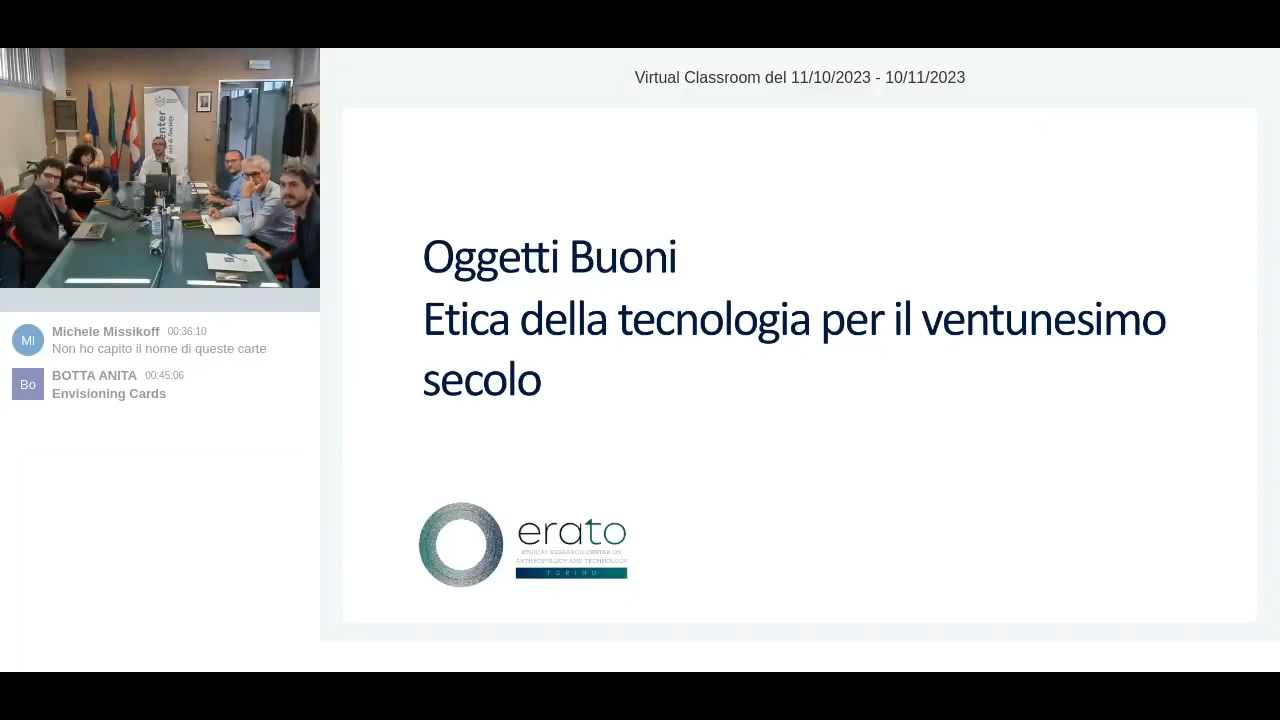 Virtual Classroom del 11/10/2023 - 10/11/2023
Oggetti Buoni
Etica della tecnologia per il ventunesimo
secolo
erato
ETHICAL RESEARCH CENTER ON
ANTHROPOLOGY AND TECHNOLOGY
TORINO
Mi
Michele Missikoff 00:36:10
Non ho capito il nome di queste carte
Bo
BOTTA ANITA 00:45:06
Envisioning Cards